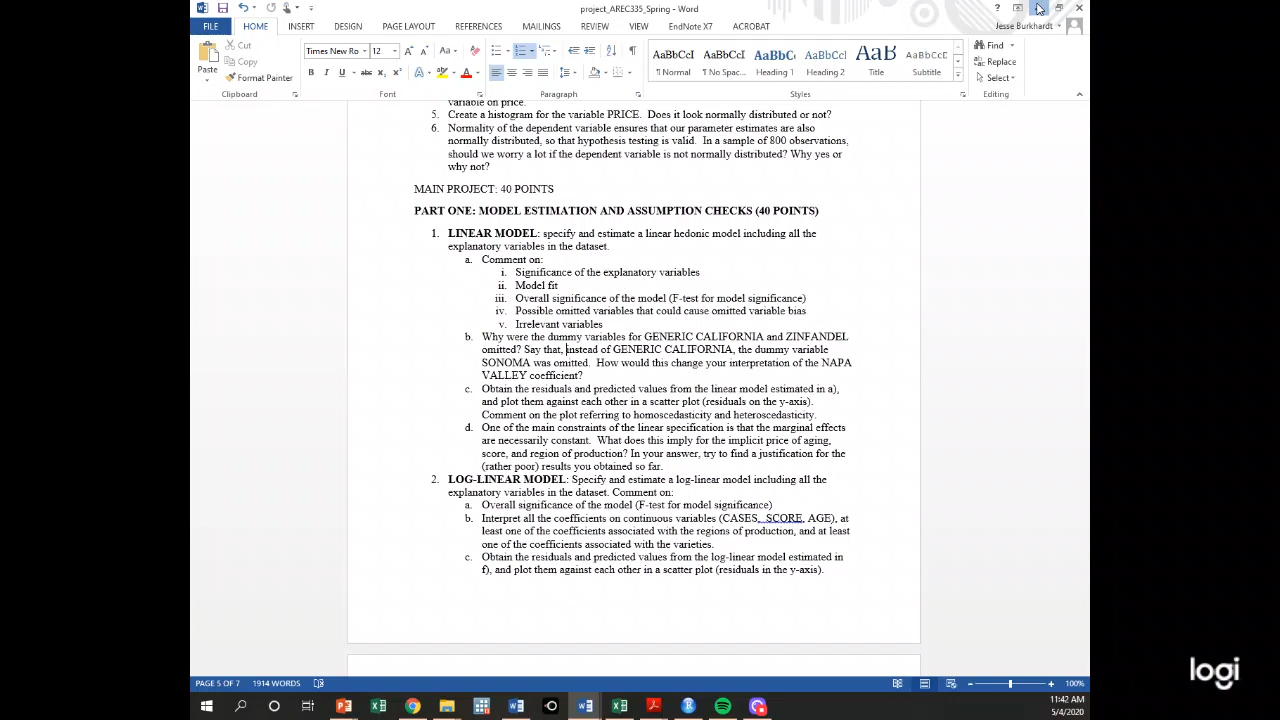 project_AREC335_Spring - Word
?
FILE HOME INSERT DESIGN PAGE LAYOUT REFERENCES MAILINGS REVIEW VIEW EndNote X7 ACROBAT
Jesse Burkhardt
Paste
Cut
Copy
Format Painter
Clipboard
Times New Ro 12
Font
Paragraph
AaBbCcI AaBbCcI AaBbCc AaBbCcI AaB AaBbCcI
¶ Normal ¶ No Spac... Heading 1 Heading 2 Title Subtitle
Styles
Find
Replace
Select
Editing
variable on price.
5. Create a histogram for the variable PRICE. Does it look normally distributed or not?
6. Normality of the dependent variable ensures that our parameter estimates are also
normally distributed, so that hypothesis testing is valid. In a sample of 800 observations,
should we worry a lot if the dependent variable is not normally distributed? Why yes or
why not?
MAIN PROJECT: 40 POINTS
PART ONE: MODEL ESTIMATION AND ASSUMPTION CHECKS (40 POINTS)
1. LINEAR MODEL: specify and estimate a linear hedonic model including all the
explanatory variables in the dataset.
a. Comment on:
i. Significance of the explanatory variables
ii. Model fit
iii. Overall significance of the model (F-test for model significance)
iv. Possible omitted variables that could cause omitted variable bias
v. Irrelevant variables
b. Why were the dummy variables for GENERIC CALIFORNIA and ZINFANDEL
omitted? Say that, instead of GENERIC CALIFORNIA, the dummy variable
SONOMA was omitted. How would this change your interpretation of the NAPA
VALLEY coefficient?
c. Obtain the residuals and predicted values from the linear model estimated in a),
and plot them against each other in a scatter plot (residuals on the y-axis).
Comment on the plot referring to homoscedasticity and heteroscedasticity.
d. One of the main constraints of the linear specification is that the marginal effects
are necessarily constant. What does this imply for the implicit price of aging,
score, and region of production? In your answer, try to find a justification for the
(rather poor) results you obtained so far.
2. LOG-LINEAR MODEL: Specify and estimate a log-linear model including all the
explanatory variables in the dataset. Comment on:
a. Overall significance of the model (F-test for model significance)
b. Interpret all the coefficients on continuous variables (CASES, SCORE, AGE), at
least one of the coefficients associated with the regions of production, and at least
one of the coefficients associated with the varieties.
c. Obtain the residuals and predicted values from the log-linear model estimated in
f), and plot them against each other in a scatter plot (residuals in the y-axis).
logi
PAGE 5 OF 7 1914 WORDS 100%
11:42 AM
5/4/2020